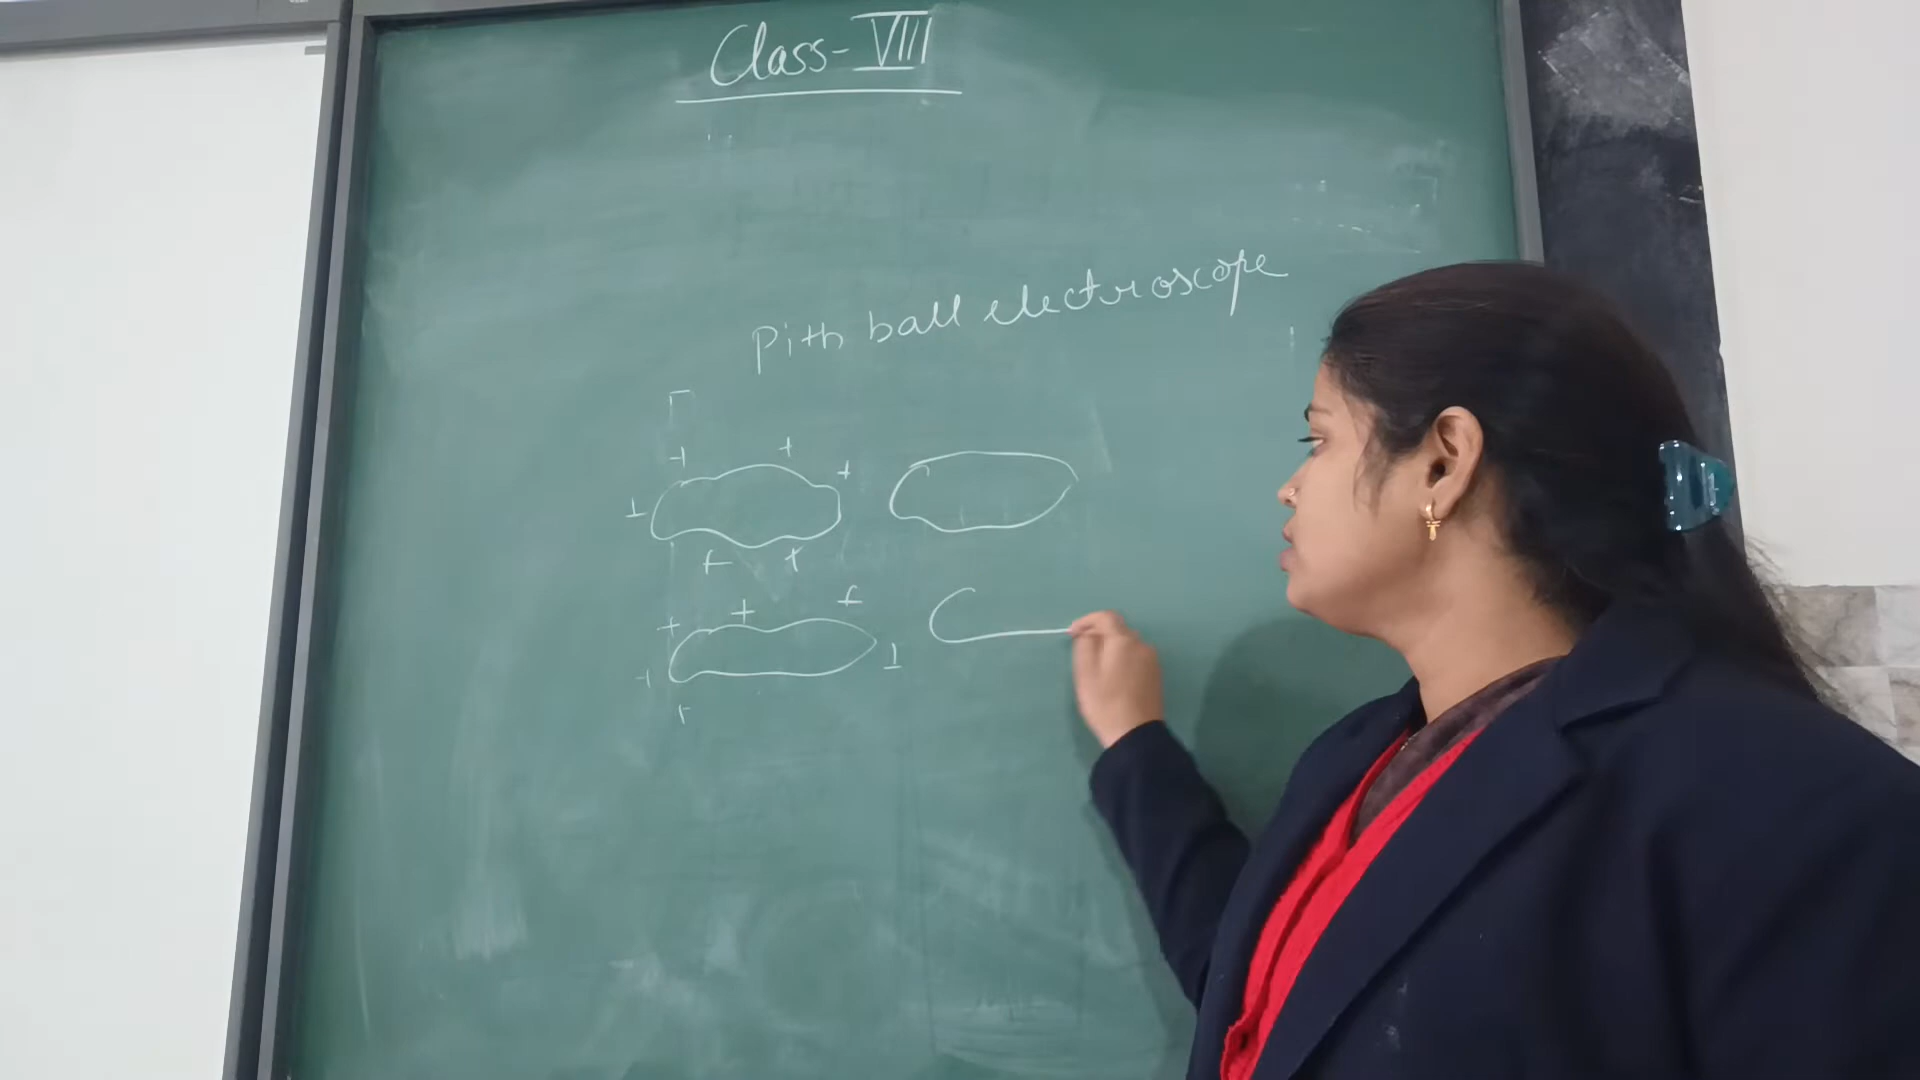 Class-VIII
Pith ball electroscope
+ + +
+
+ +
+ + +
+ +
+